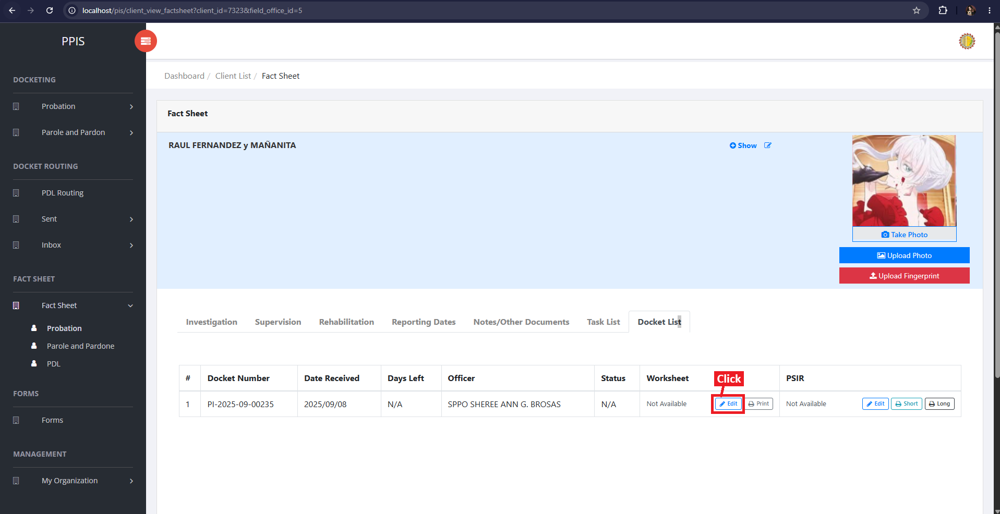 localhost/pis/client_view_factsheet?client_id=7323&field_office_id=5
PPIS
DOCKETING
Probation
Parole and Pardon
DOCKET ROUTING
PDL Routing
Sent
Inbox
FACT SHEET
Fact Sheet
Probation
Parole and Pardone
PDL
FORMS
Forms
MANAGEMENT
My Organization
Dashboard / Client List / Fact Sheet
Fact Sheet
RAUL FERNANDEZ y MAÑANITA
Show
Take Photo
Upload Photo
Upload Fingerprint
Investigation Supervision Rehabilitation Reporting Dates Notes/Other Documents Task List Docket List
# Docket Number Date Received Days Left Officer Status Worksheet PSIR
Click
1 PI-2025-09-00235 2025/09/08 N/A SPPO SHEREE ANN G. BROSAS N/A Not Available Edit Print Not Available Edit Short Long